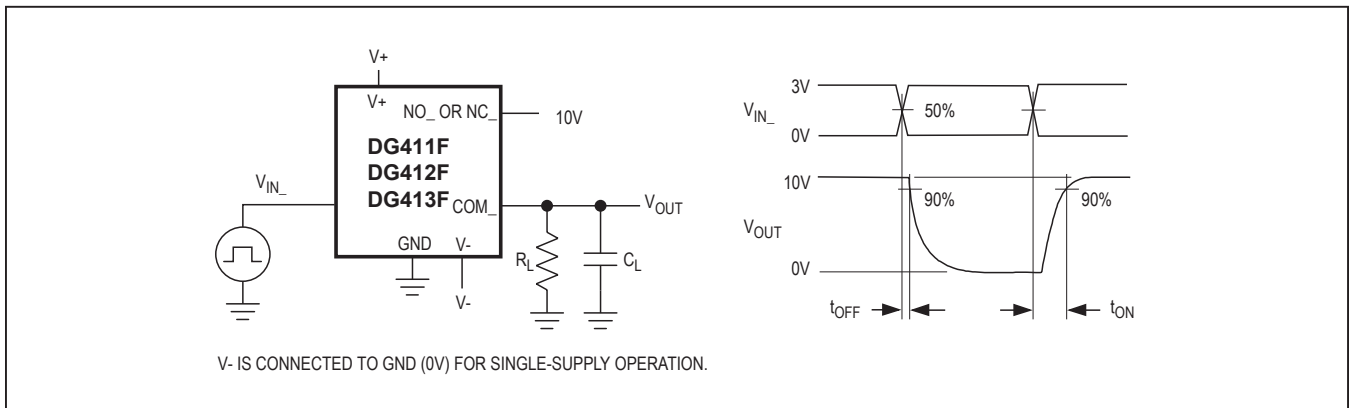 V+
V+
NO_ OR NC_
10V
DG411F
DG412F
DG413F
V_IN_
COM_
V_OUT
GND
V-
R_L
C_L
V-
V- IS CONNECTED TO GND (0V) FOR SINGLE-SUPPLY OPERATION.
3V
V_IN_
50%
0V
10V
90%
90%
V_OUT
0V
t_OFF
t_ON